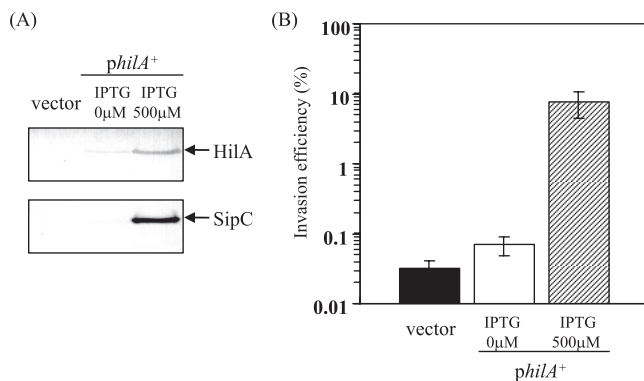 (A)
philA⁺
vector
IPTG 0μM
IPTG 500μM
HilA
SipC
(B)
Invasion efficiency (%)
100
10
1
0.1
0.01
vector
IPTG 0μM
IPTG 500μM
philA⁺